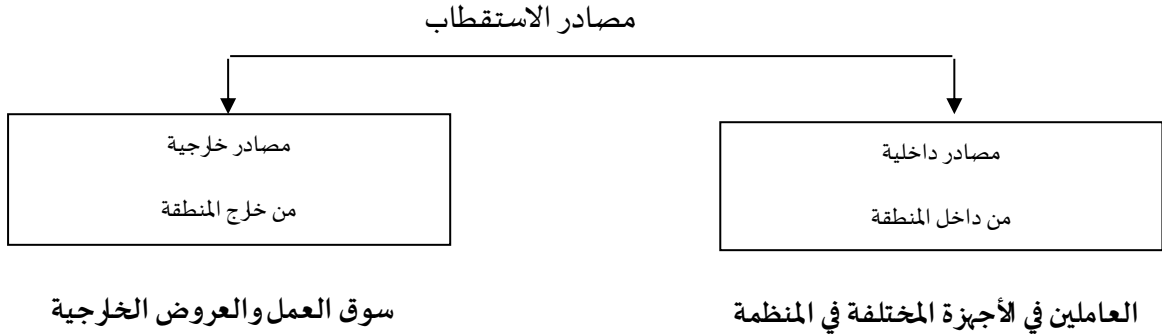 مصادر الاستقطاب
مصادر داخلية
من داخل المنطقة
العاملين في الأجهزة المختلفة في المنظمة
مصادر خارجية
من خارج المنطقة
سوق العمل والعروض الخارجية